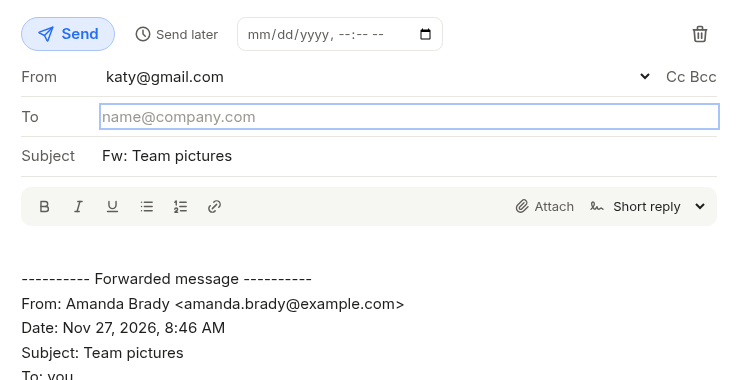 Send Send later mm/dd/yyyy, --:-- --
From katy@gmail.com Cc Bcc
To name@company.com
Subject Fw: Team pictures
B I U Attach Short reply
---------- Forwarded message ----------
From: Amanda Brady <amanda.brady@example.com>
Date: Nov 27, 2026, 8:46 AM
Subject: Team pictures
To: you